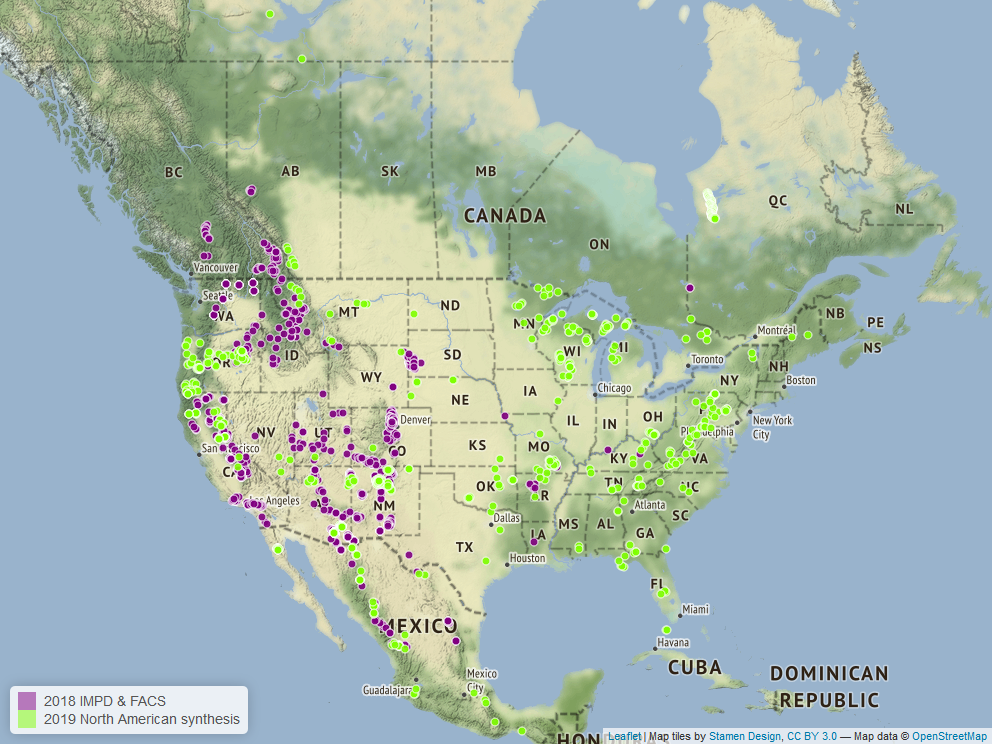 BC
AB
SK
MB
QC
NL
CANADA
ON
Vancouver
Seattle
WA
MT
ND
MN
NB
PE
Montréal
NS
OR
ID
SD
WI
MI
Toronto
NH
WY
NY
Boston
IA
Chicago
NE
IL
IN
OH
New York
City
Philadelphia
Denver
NV
UT
CO
KS
MO
KY
VA
San Francisco
CA
OK
TN
NC
Los Angeles
NM
Atlanta
SC
Dallas
MS
AL
GA
TX
LA
Houston
FL
Miami
MEXICO
Havana
CUBA
Mexico
City
Guadalajara
DOMINICAN
REPUBLIC
2018 IMPD & FACS
2019 North American synthesis
Leaflet | Map tiles by Stamen Design, CC BY 3.0 — Map data © OpenStreetMap